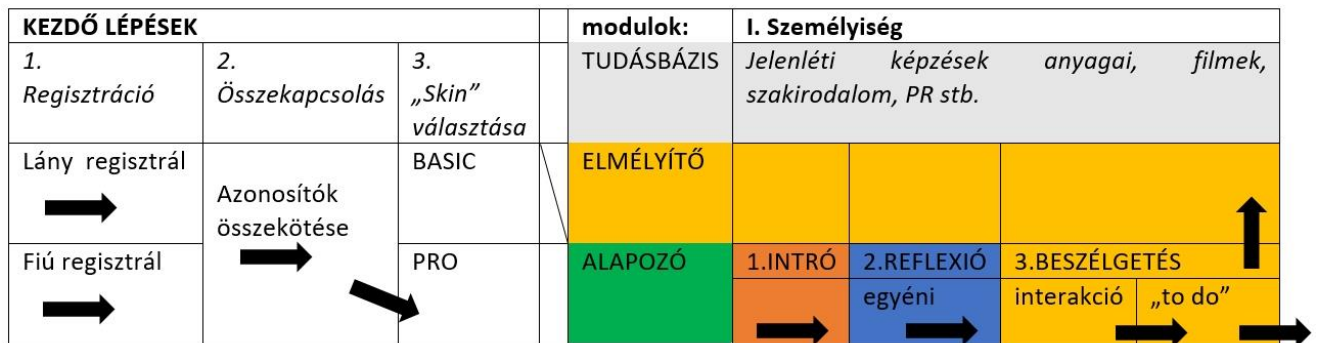 KEZDŐ LÉPÉSEK
modulok:
I. Személyiség
1.
Regisztráció
2.
Összekapcsolás
3.
„Skin”
választása
TUDÁSBÁZIS
Jelenléti képzések anyagai, filmek,
szakirodalom, PR stb.
Lány regisztrál
Azonosítók
összekötése
BASIC
ELMÉLYÍTŐ
Fiú regisztrál
PRO
ALAPOZÓ
1.INTRÓ
2.REFLEXIÓ
egyéni
3.BESZÉLGETÉS
interakció
„to do”